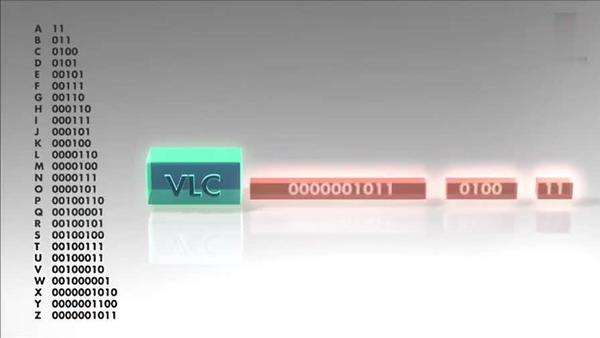 A 11
B 011
C 0100
D 0101
E 00101
F 00111
G 00110
H 000110
I 000111
J 000101
K 000100
L 0000110
M 0000100
N 0000111
O 0000101
P 00100110
Q 00100001
R 00100101
S 00100100
T 00100111
U 00100011
V 00100010
W 001000001
X 0000001010
Y 0000001100
Z 0000001011
VLC 0000001011 0100 11